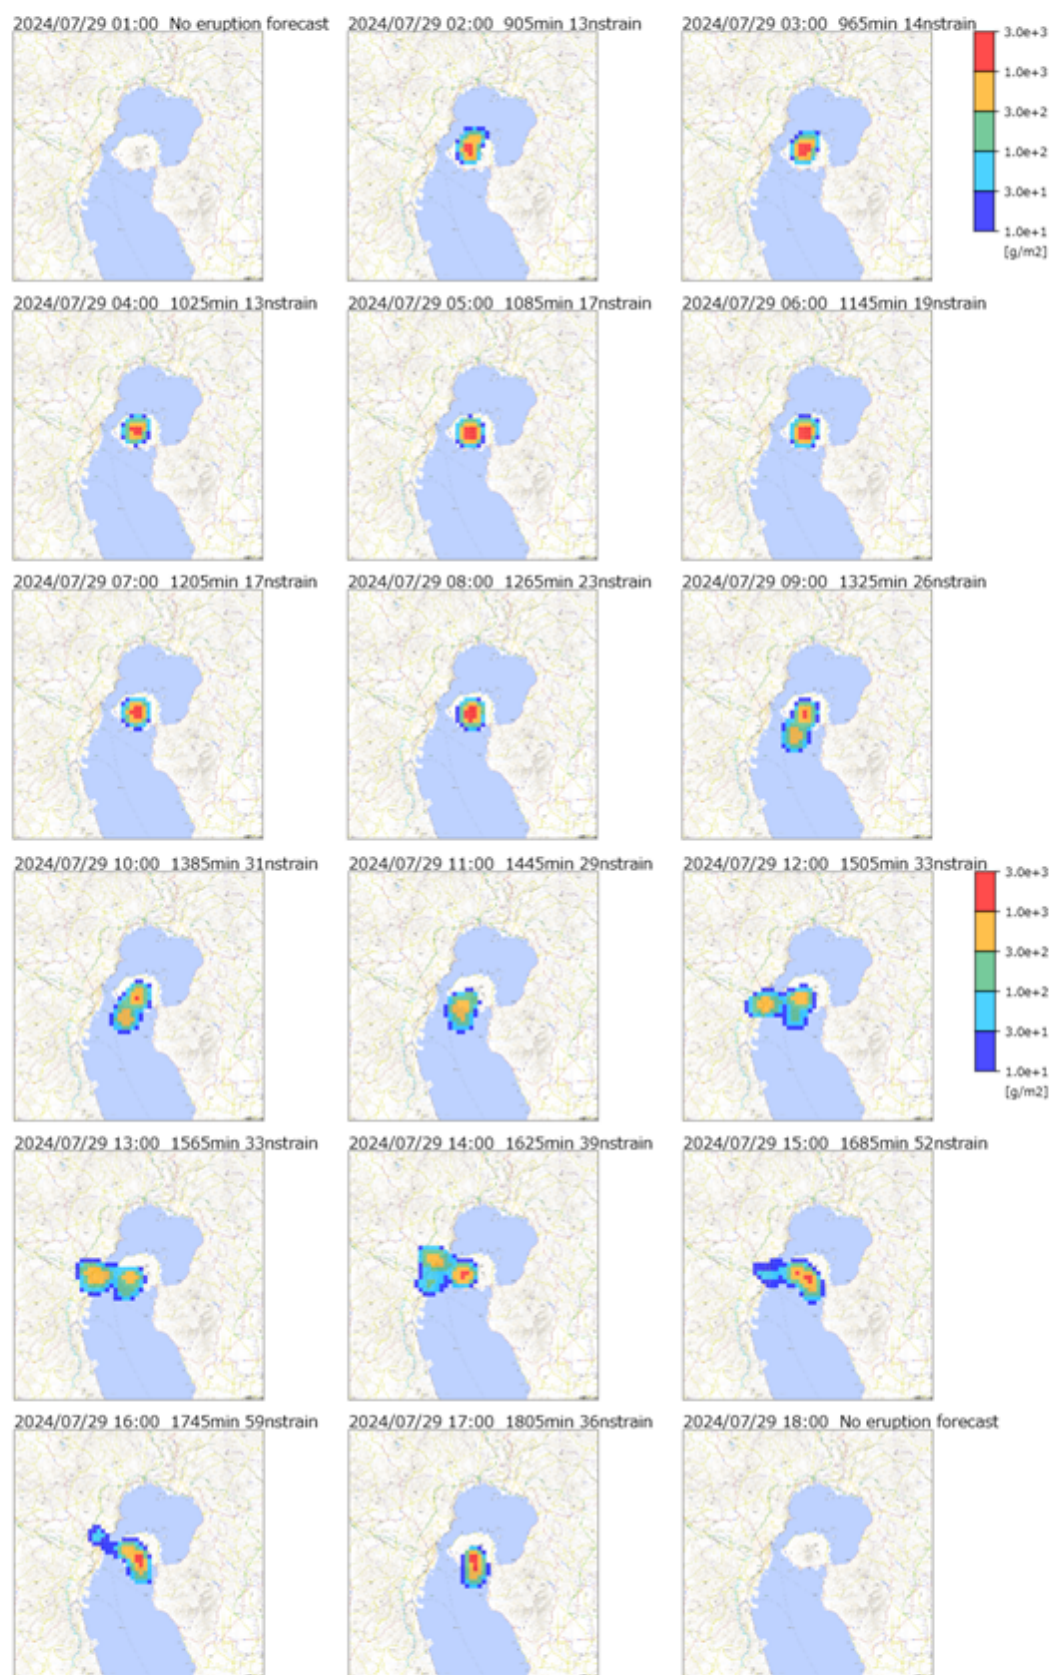 2024/07/29 01:00 No eruption forecast
2024/07/29 02:00 905min 13nstrain
2024/07/29 03:00 965min 14nstrain
3.0e+3
1.0e+3
3.0e+2
1.0e+2
3.0e+1
1.0e+1
[g/m2]
2024/07/29 04:00 1025min 13nstrain
2024/07/29 05:00 1085min 17nstrain
2024/07/29 06:00 1145min 19nstrain
2024/07/29 07:00 1205min 17nstrain
2024/07/29 08:00 1265min 23nstrain
2024/07/29 09:00 1325min 26nstrain
2024/07/29 10:00 1385min 31nstrain
2024/07/29 11:00 1445min 29nstrain
2024/07/29 12:00 1505min 33nstrain
3.0e+3
1.0e+3
3.0e+2
1.0e+2
3.0e+1
1.0e+1
[g/m2]
2024/07/29 13:00 1565min 33nstrain
2024/07/29 14:00 1625min 39nstrain
2024/07/29 15:00 1685min 52nstrain
2024/07/29 16:00 1745min 59nstrain
2024/07/29 17:00 1805min 36nstrain
2024/07/29 18:00 No eruption forecast